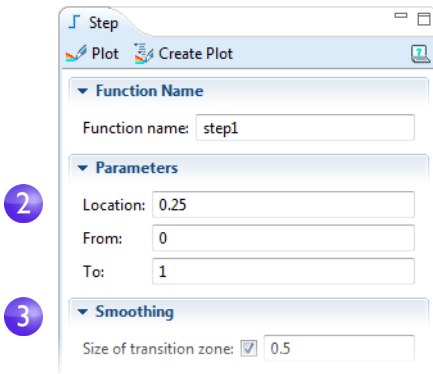 Step
Plot Create Plot
Function Name
Function name: step1
Parameters
2
Location: 0.25
From: 0
To: 1
3
Smoothing
Size of transition zone: 0.5